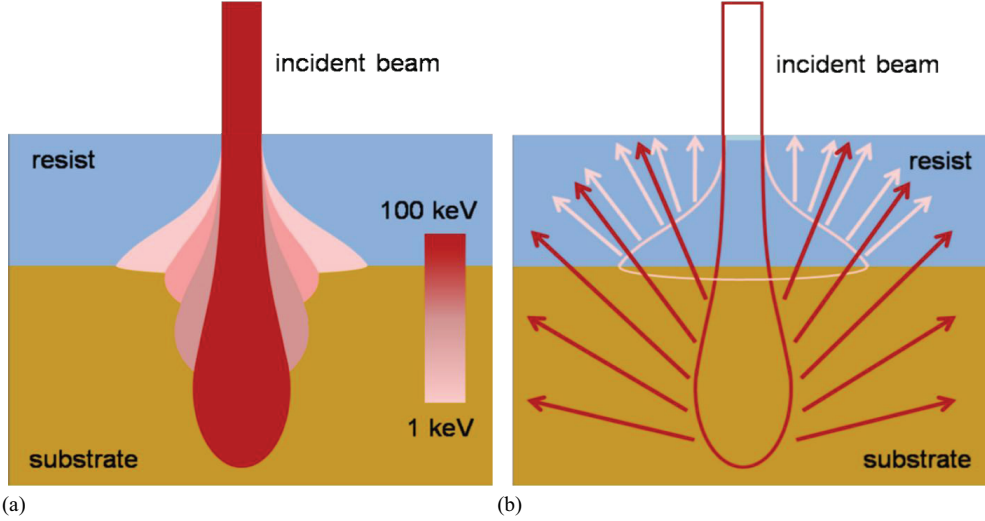 incident beam
resist
100 keV
1 keV
substrate
(a)
incident beam
resist
substrate
(b)